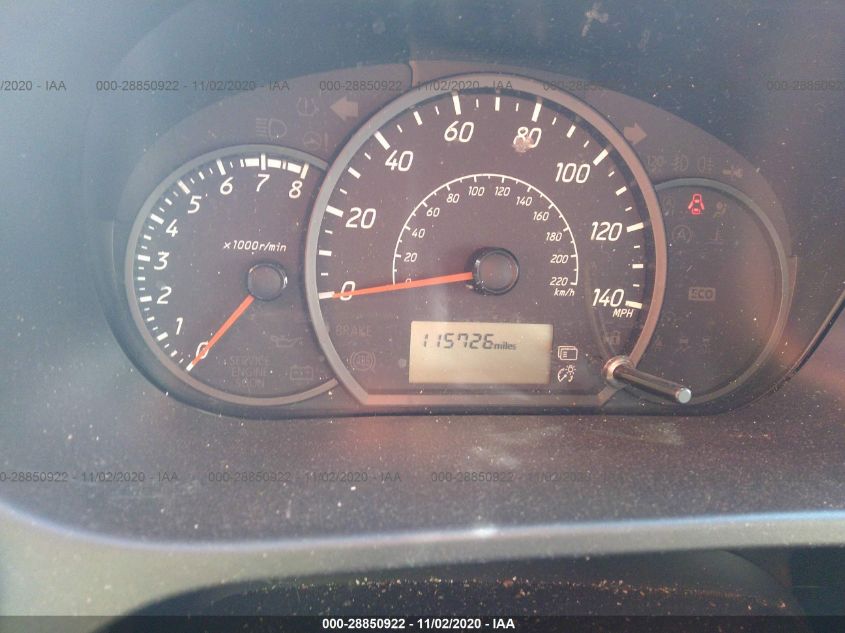 0/2020 - IAA 000-28850922 - 11/02/2020 - IAA 000-28850922 - 11/02/2020 - IAA 000-28850922 - 11/02/2020 - IAA 000-28850922
0 1 2 3 4 5 6 7 8
x1000r/min
0 20 40 60 80 100 120 140
MPH
0 20 40 60 80 100 120 140 160 180 200 220
km/h
BRAKE
SERVICE
ENGINE
SOON
ECO
115726 miles
0-28850922 - 11/02/2020 - IAA 000-28850922 - 11/02/2020 - IAA 000-28850922 - 11/02/2020
000-28850922 - 11/02/2020 - IAA